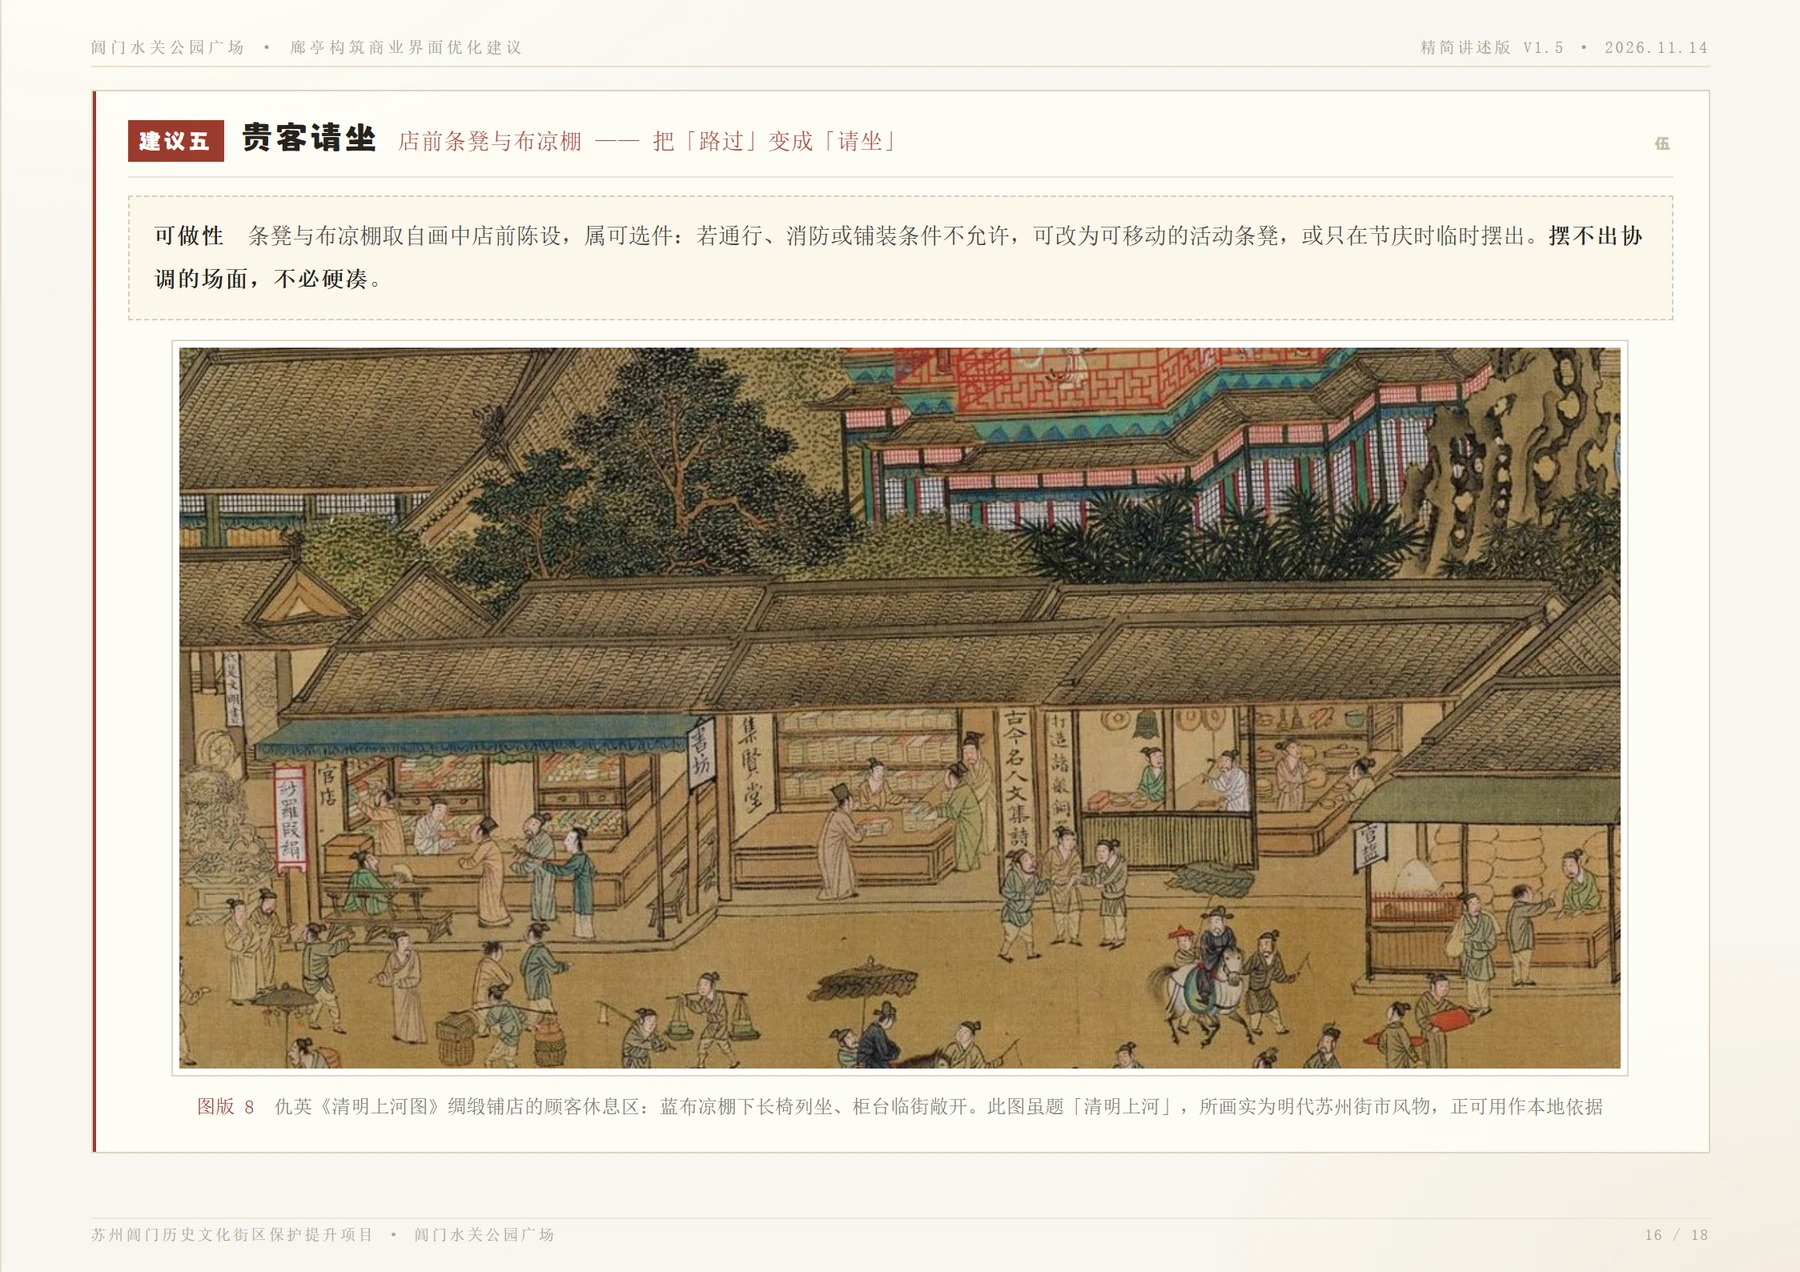 阊门水关公园广场 • 廊亭构筑商业界面优化建议
精简讲述版 V1.5 • 2026.11.14
建议五 贵客请坐 店前条凳与布凉棚 —— 把「路过」变成「请坐」
伍
可做性 条凳与布凉棚取自画中店前陈设，属可选件：若通行、消防或铺装条件不允许，可改为可移动的活动条凳，或只在节庆时临时摆出。摆不出协
调的场面，不必硬凑。
官店
書坊
集賢堂
古今名人文集詩
打造諸般銅
官鹽
图版 8 仇英《清明上河图》绸缎铺店的顾客休息区：蓝布凉棚下长椅列坐、柜台临街敞开。此图虽题「清明上河」，所画实为明代苏州街市风物，正可用作本地依据
苏州阊门历史文化街区保护提升项目 • 阊门水关公园广场
16 / 18